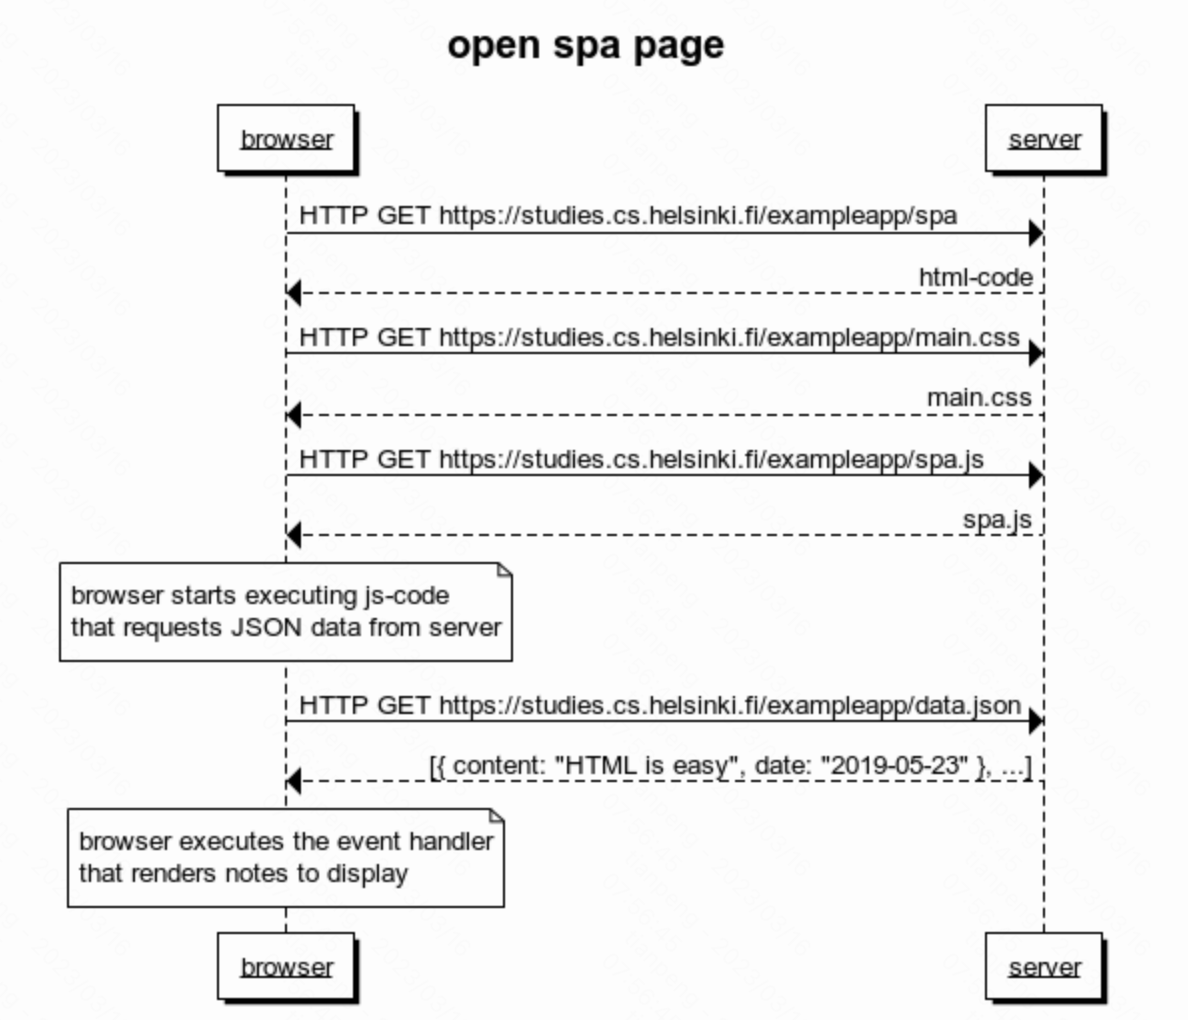 open spa page
browser
server
HTTP GET https://studies.cs.helsinki.fi/exampleapp/spa
html-code
HTTP GET https://studies.cs.helsinki.fi/exampleapp/main.css
main.css
HTTP GET https://studies.cs.helsinki.fi/exampleapp/spa.js
spa.js
browser starts executing js-code
that requests JSON data from server
HTTP GET https://studies.cs.helsinki.fi/exampleapp/data.json
[{ content: "HTML is easy", date: "2019-05-23" }, ...]
browser executes the event handler
that renders notes to display
browser
server